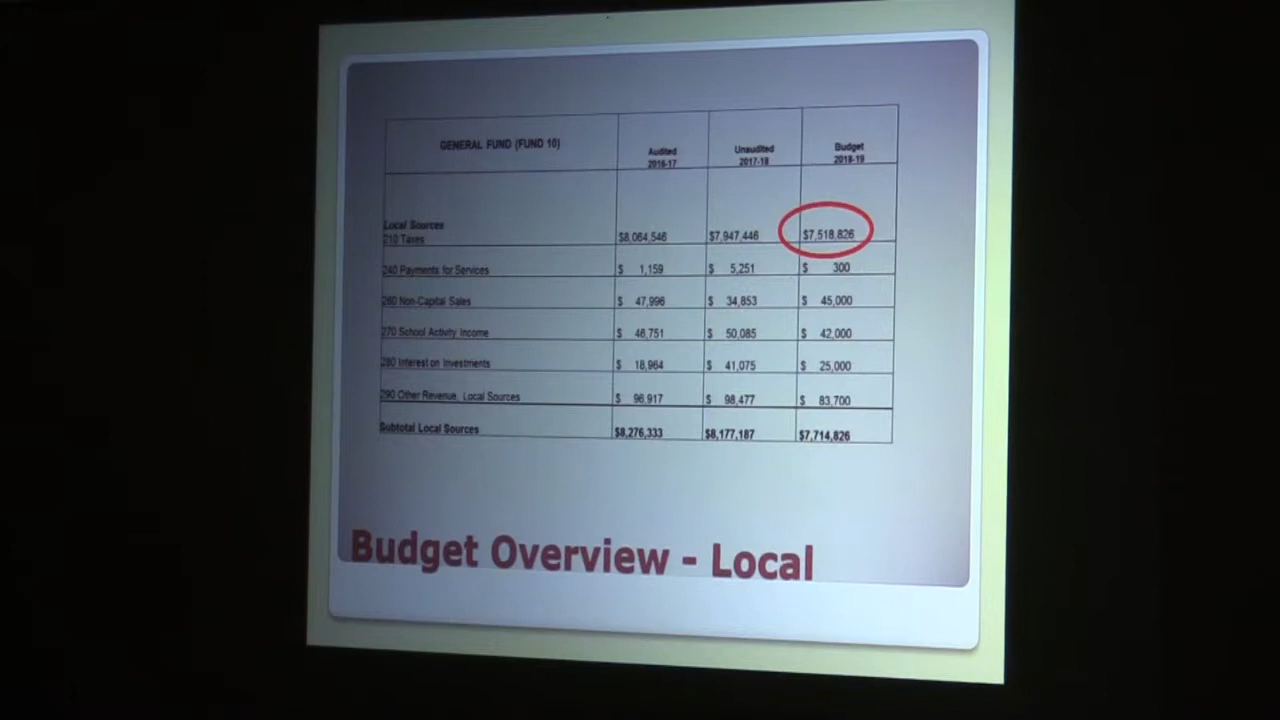 GENERAL FUND (FUND 10) Audited 2016-17 Unaudited 2017-18 Budget 2018-19
Local Sources
210 Taxes $8,064,546 $7,947,446 $7,518,826
240 Payments for Services $ 1,159 $ 5,251 $ 300
260 Non-Capital Sales $ 47,996 $ 34,853 $ 45,000
270 School Activity Income $ 46,751 $ 50,085 $ 42,000
280 Interest on Investments $ 18,964 $ 41,075 $ 25,000
290 Other Revenue, Local Sources $ 96,917 $ 98,477 $ 83,700
Subtotal Local Sources $8,276,333 $8,177,187 $7,714,826
Budget Overview - Local